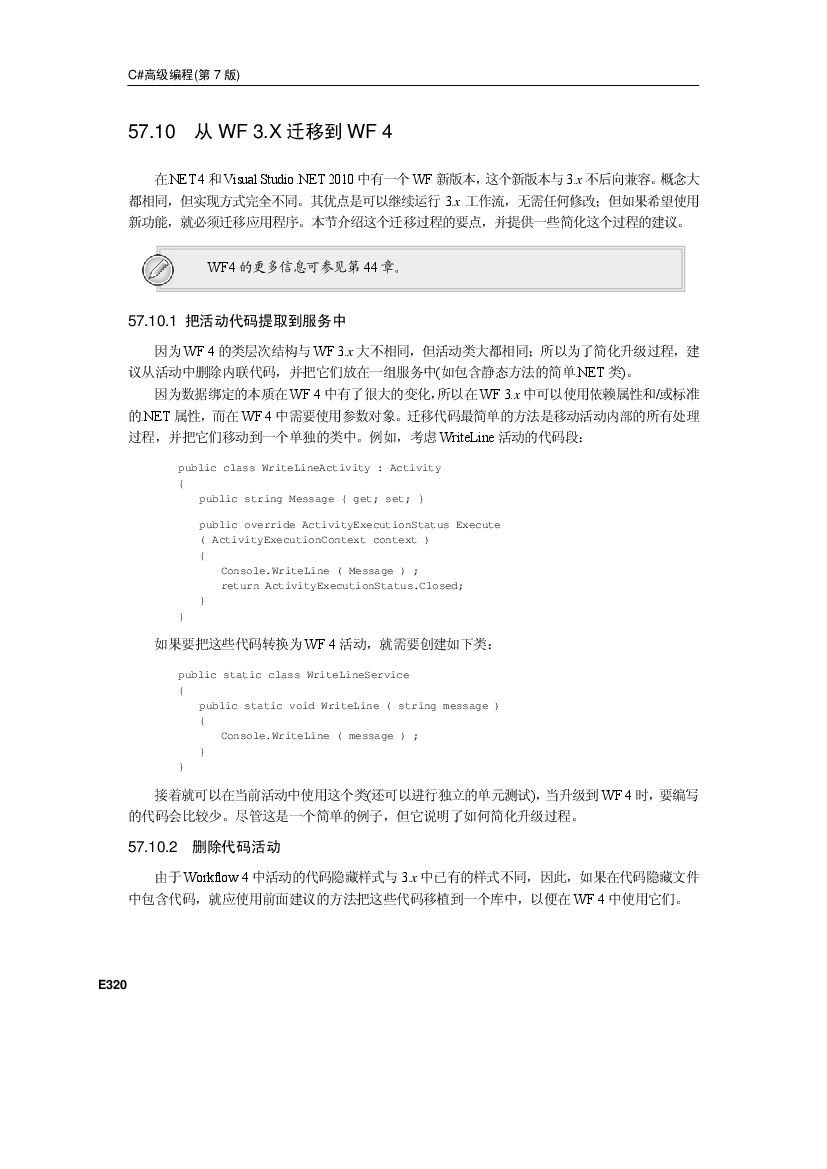 C#高级编程(第 7 版)
57.10 从 WF 3.X 迁移到 WF 4
在.NET 4 和 Visual Studio .NET 2010 中有一个 WF 新版本，这个新版本与 3.x 不后向兼容。概念大
都相同，但实现方式完全不同。其优点是可以继续运行 3.x 工作流，无需任何修改；但如果希望使用
新功能，就必须迁移应用程序。本节介绍这个迁移过程的要点，并提供一些简化这个过程的建议。
WF4 的更多信息可参见第 44 章。
57.10.1 把活动代码提取到服务中
因为 WF 4 的类层次结构与 WF 3.x 大不相同，但活动类大都相同；所以为了简化升级过程，建
议从活动中删除内联代码，并把它们放在一组服务中(如包含静态方法的简单.NET 类)。
因为数据绑定的本质在 WF 4 中有了很大的变化，所以在 WF 3.x 中可以使用依赖属性和/或标准
的.NET 属性，而在 WF 4 中需要使用参数对象。迁移代码最简单的方法是移动活动内部的所有处理
过程，并把它们移动到一个单独的类中。例如，考虑 WriteLine 活动的代码段：
public class WriteLineActivity : Activity
{
public string Message { get; set; }
public override ActivityExecutionStatus Execute
( ActivityExecutionContext context )
{
Console.WriteLine ( Message ) ;
return ActivityExecutionStatus.Closed;
}
}
如果要把这些代码转换为 WF 4 活动，就需要创建如下类：
public static class WriteLineService
{
public static void WriteLine ( string message )
{
Console.WriteLine ( message ) ;
}
}
接着就可以在当前活动中使用这个类(还可以进行独立的单元测试)，当升级到 WF 4 时，要编写
的代码会比较少。尽管这是一个简单的例子，但它说明了如何简化升级过程。
57.10.2 删除代码活动
由于 Workflow 4 中活动的代码隐藏样式与 3.x 中已有的样式不同，因此，如果在代码隐藏文件
中包含代码，就应使用前面建议的方法把这些代码移植到一个库中，以便在 WF 4 中使用它们。
E320